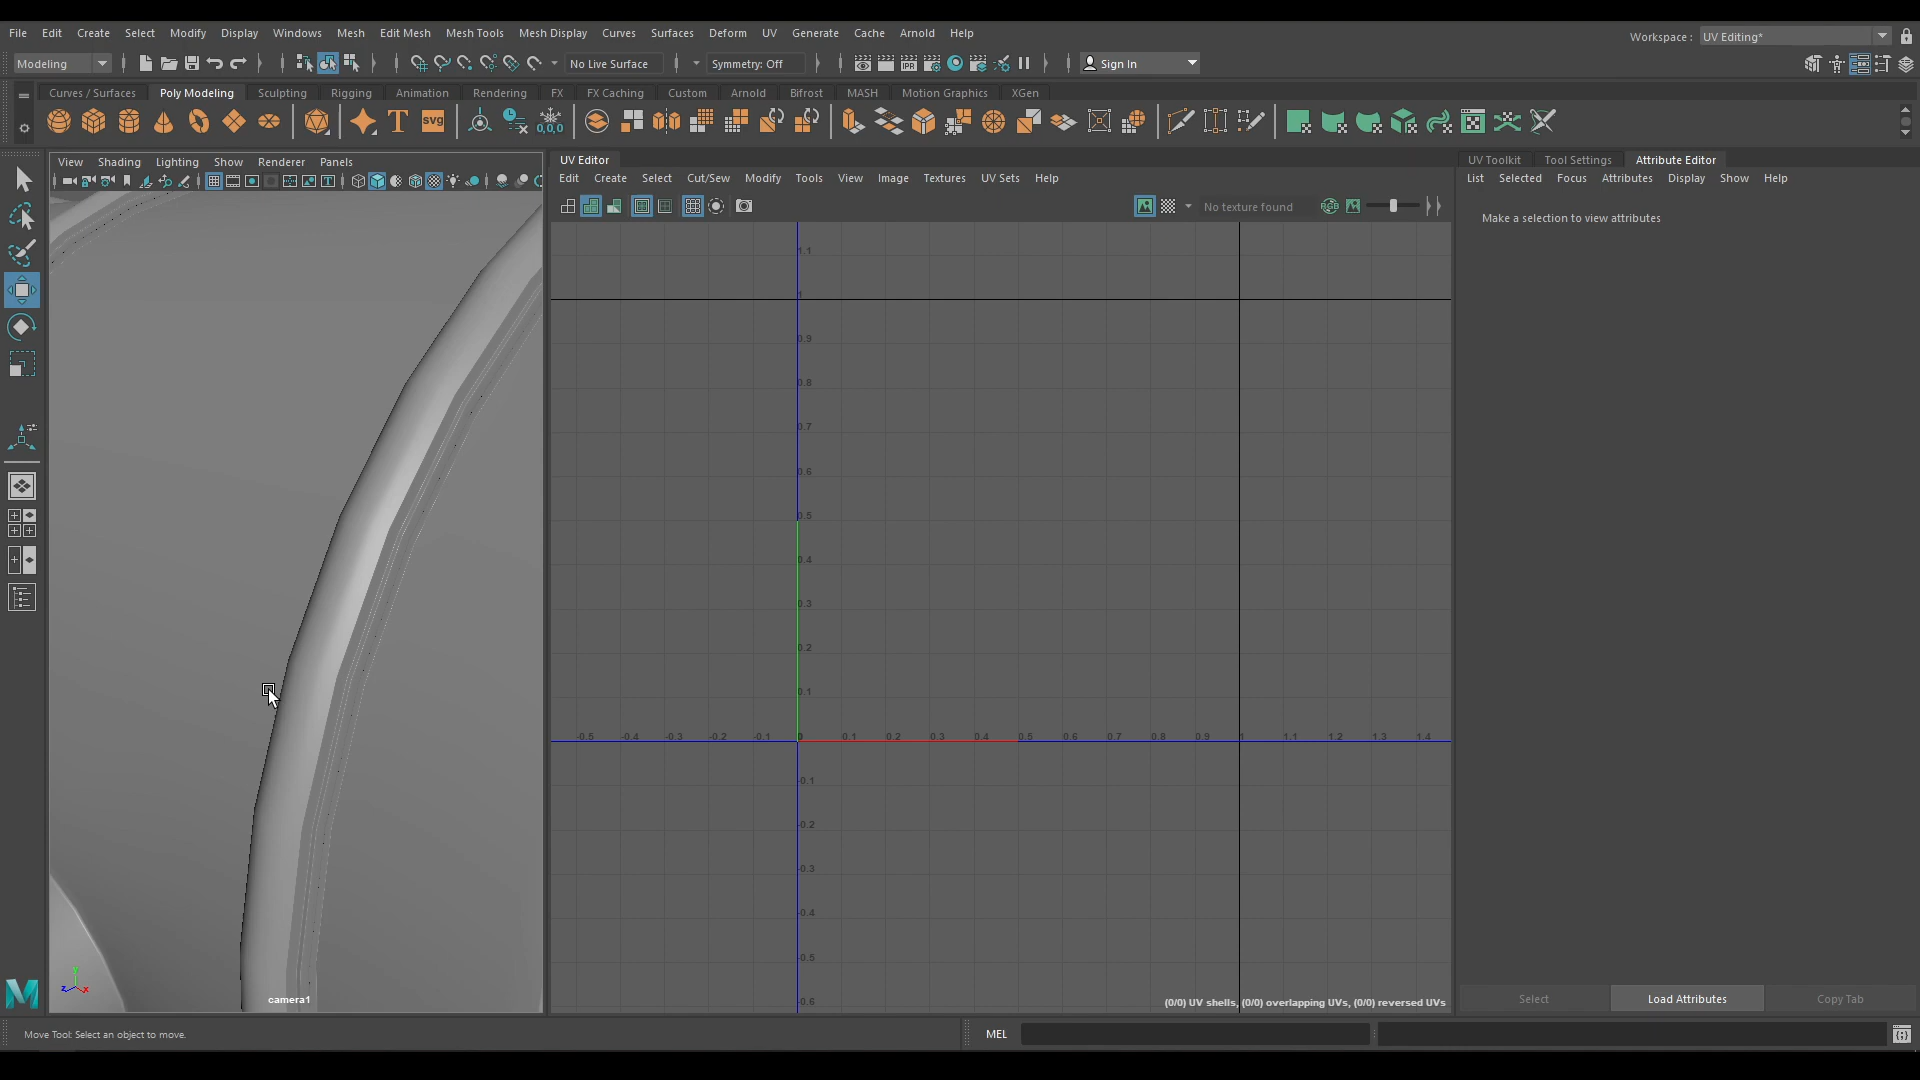 File Edit Create Select Modify Display Windows Mesh Edit Mesh Mesh Tools Mesh Display Curves Surfaces Deform UV Generate Cache Arnold Help
Workspace : UV Editing*
Modeling No Live Surface Symmetry: Off Sign In
Curves / Surfaces Poly Modeling Sculpting Rigging Animation Rendering FX FX Caching Custom Arnold Bifrost MASH Motion Graphics XGen
T svg 0,0,0
View Shading Lighting Show Renderer Panels
UV Editor
UV Toolkit Tool Settings Attribute Editor
Edit Create Select Cut/Sew Modify Tools View Image Textures UV Sets Help
List Selected Focus Attributes Display Show Help
No texture found
Make a selection to view attributes
1.1
1
0.9
0.8
0.7
0.6
0.5
0.4
0.3
0.2
0.1
-0.5 -0.4 -0.3 -0.2 -0.1 0 0.1 0.2 0.3 0.4 0.5 0.6 0.7 0.8 0.9 1 1.1 1.2 1.3 1.4
-0.1
-0.2
-0.3
-0.4
-0.5
-0.6
y
z x
camera1
(0/0) UV shells, (0/0) overlapping UVs, (0/0) reversed UVs
Select Load Attributes Copy Tab
Move Tool: Select an object to move.
MEL